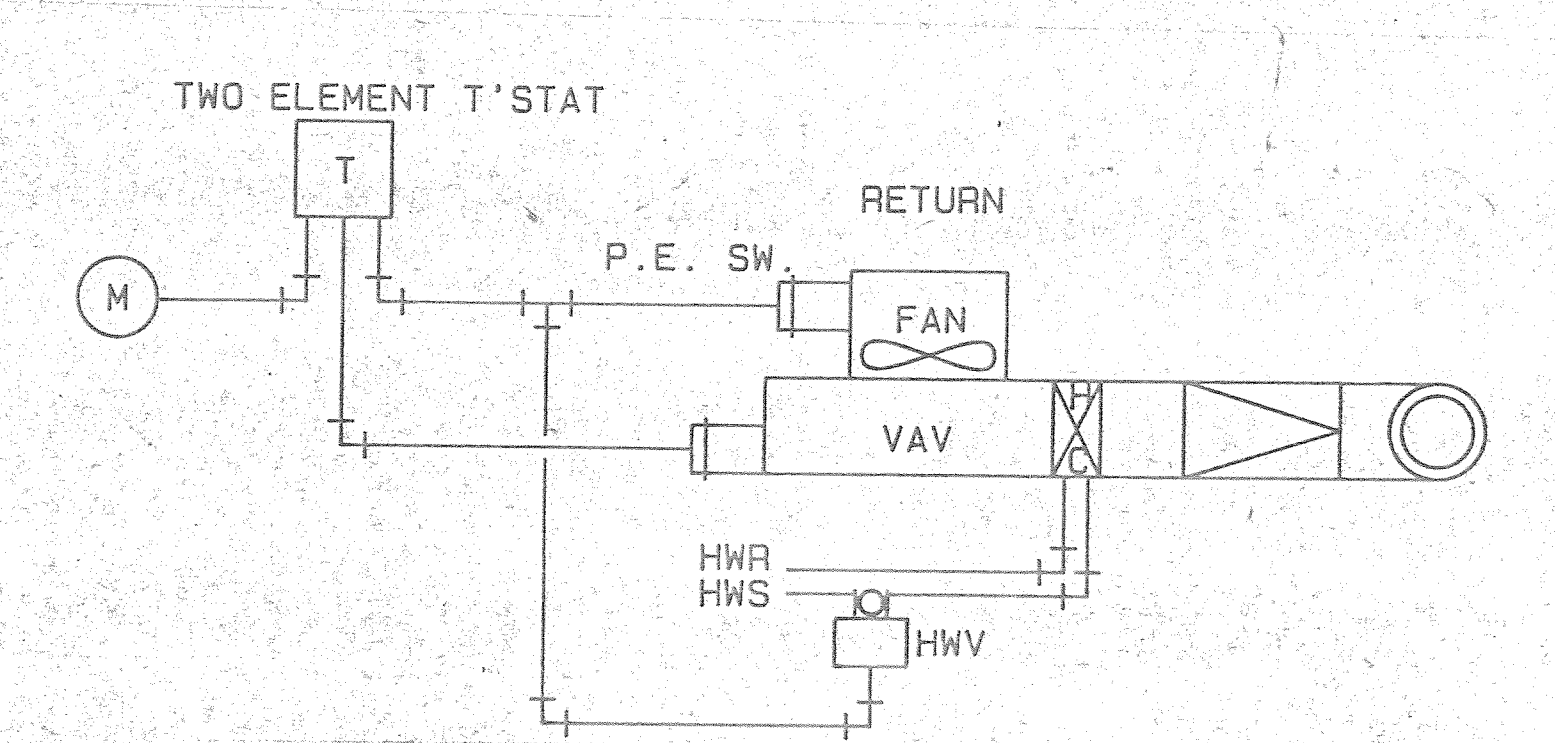 TWO ELEMENT T'STAT
T
RETURN
P.E. SW.
M
FAN
H
VAV
C
HWR
HWS
HWV